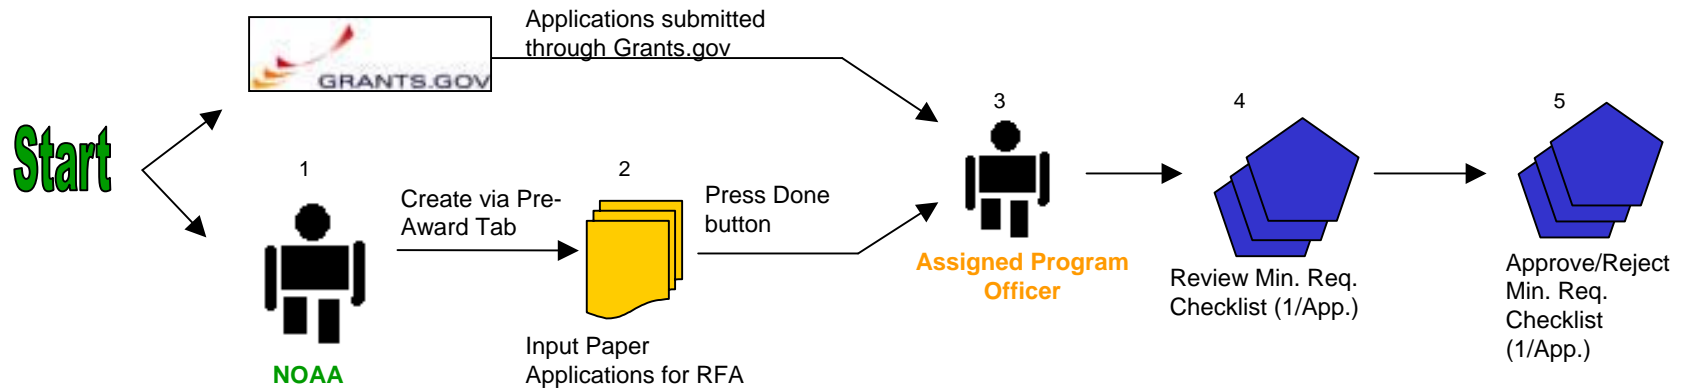 Start
GRANTS.GOV
Applications submitted
through Grants.gov
1
NOAA
Create via Pre-
Award Tab
2
Input Paper
Applications for RFA
Press Done
button
3
Assigned Program
Officer
4
Review Min. Req.
Checklist (1/App.)
5
Approve/Reject
Min. Req.
Checklist
(1/App.)